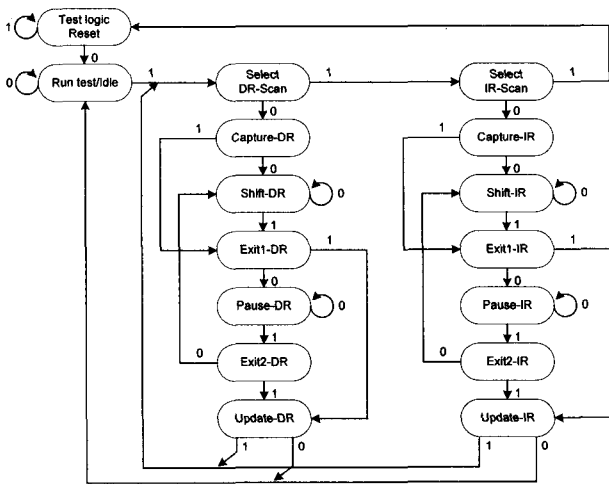 Test logic
Reset
1
0
Run test/Idle
0
1
Select
DR-Scan
1
Select
IR-Scan
1
0
0
1
Capture-DR
1
Capture-IR
0
0
Shift-DR
0
Shift-IR
0
1
1
Exit1-DR
1
Exit1-IR
1
0
0
Pause-DR
0
Pause-IR
0
1
1
0
Exit2-DR
0
Exit2-IR
1
1
Update-DR
Update-IR
1
0
1
0